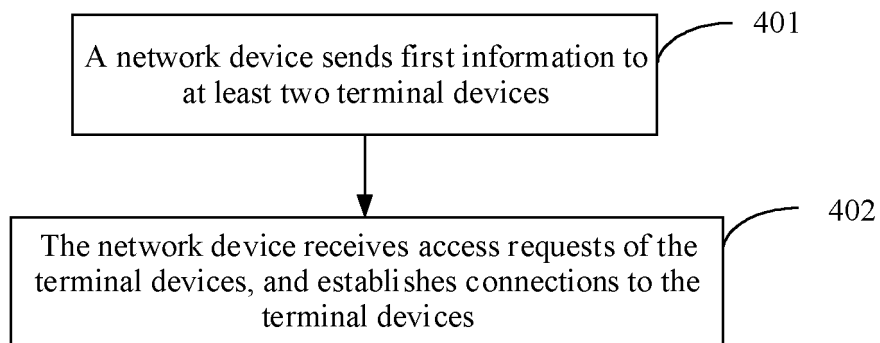 A network device sends first information to
at least two terminal devices
401
The network device receives access requests of the
terminal devices, and establishes connections to the
terminal devices
402